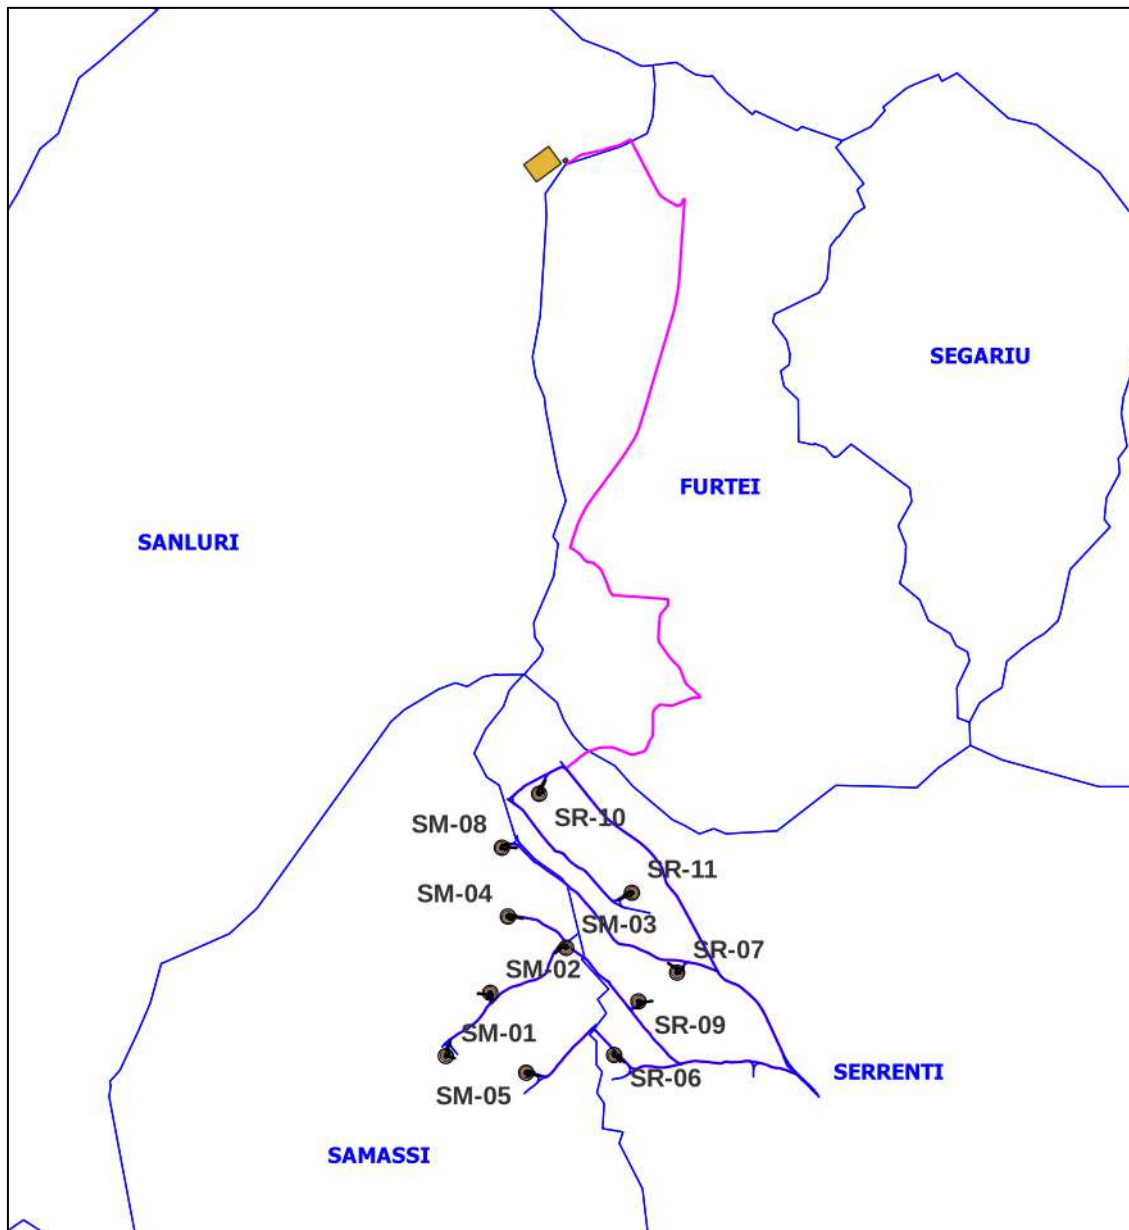 SEGARIU
FURTEI
SANLURI
SR-10
SM-08
SR-11
SM-04
SM-03
SR-07
SM-02
SR-09
SM-01
SERRENTI
SR-06
SM-05
SAMASSI